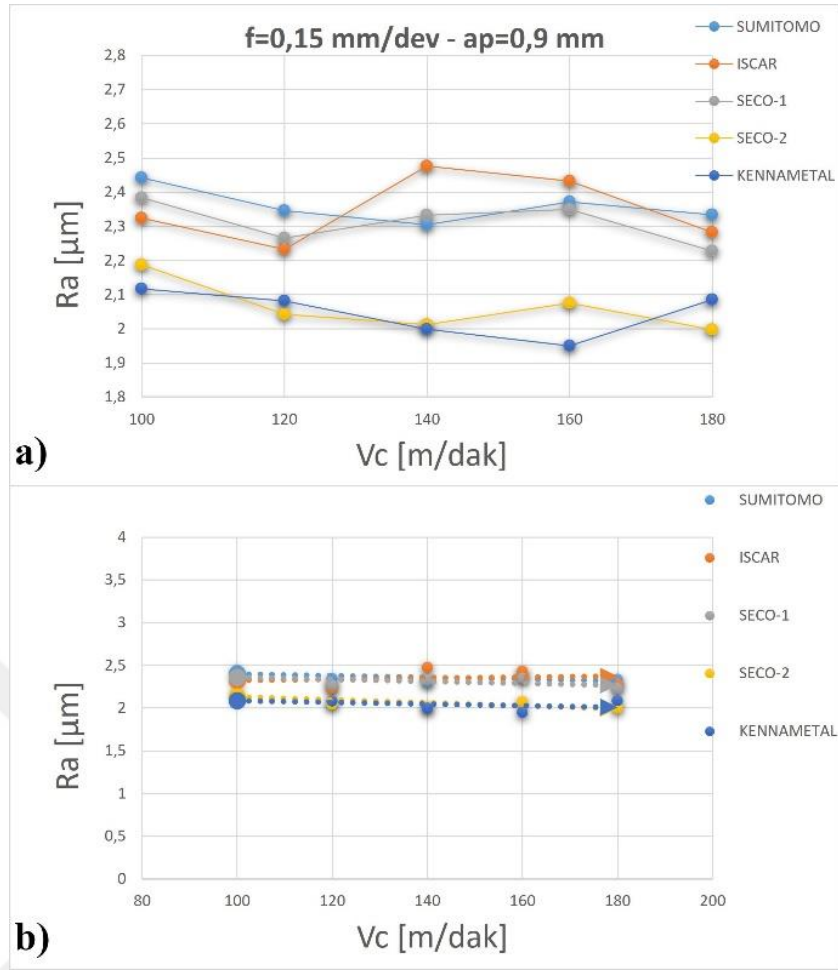 f=0,15 mm/dev - ap=0,9 mm
SUMITOMO
ISCAR
SECO-1
SECO-2
KENNAMETAL
2,8
2,7
2,6
2,5
2,4
2,3
2,2
2,1
2
1,9
1,8
Ra [µm]
100
120
140
160
180
Vc [m/dak]
a)
SUMITOMO
ISCAR
SECO-1
SECO-2
KENNAMETAL
4
3,5
3
2,5
2
1,5
1
0,5
0
Ra [µm]
80
100
120
140
160
180
200
Vc [m/dak]
b)